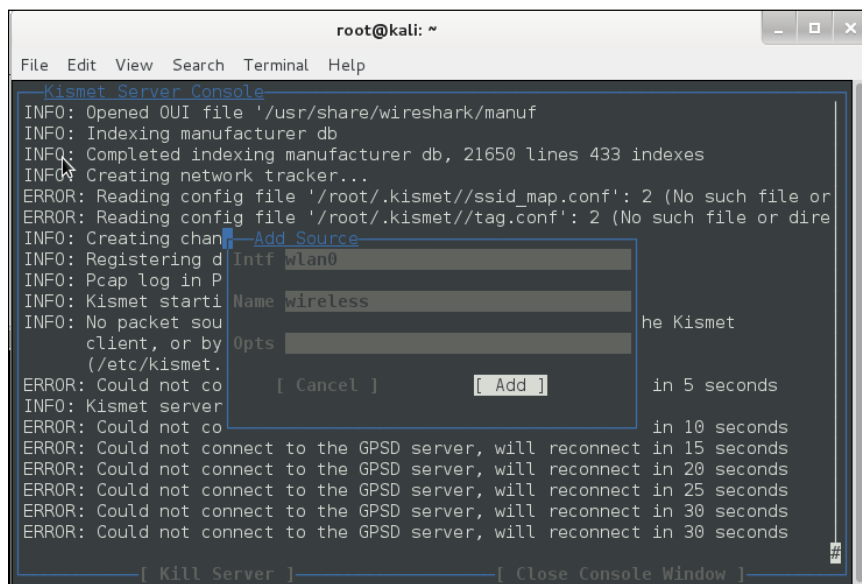 root@kali: ~
File Edit View Search Terminal Help
Kismet Server Console
INFO: Opened OUI file '/usr/share/wireshark/manuf
INFO: Indexing manufacturer db
INFO: Completed indexing manufacturer db, 21650 lines 433 indexes
INFO: Creating network tracker...
ERROR: Reading config file '/root/.kismet//ssid_map.conf': 2 (No such file or
ERROR: Reading config file '/root/.kismet//tag.conf': 2 (No such file or dire
INFO: Creating chan
INFO: Registering d
INFO: Pcap log in P
INFO: Kismet starti
INFO: No packet sou he Kismet
client, or by
(/etc/kismet.
ERROR: Could not co in 5 seconds
INFO: Kismet server
ERROR: Could not co in 10 seconds
ERROR: Could not connect to the GPSD server, will reconnect in 15 seconds
ERROR: Could not connect to the GPSD server, will reconnect in 20 seconds
ERROR: Could not connect to the GPSD server, will reconnect in 25 seconds
ERROR: Could not connect to the GPSD server, will reconnect in 30 seconds
ERROR: Could not connect to the GPSD server, will reconnect in 30 seconds
#
Add Source
Intf wlan0
Name wireless
Opts
[ Cancel ] [ Add ]
[ Kill Server ] [ Close Console Window ]